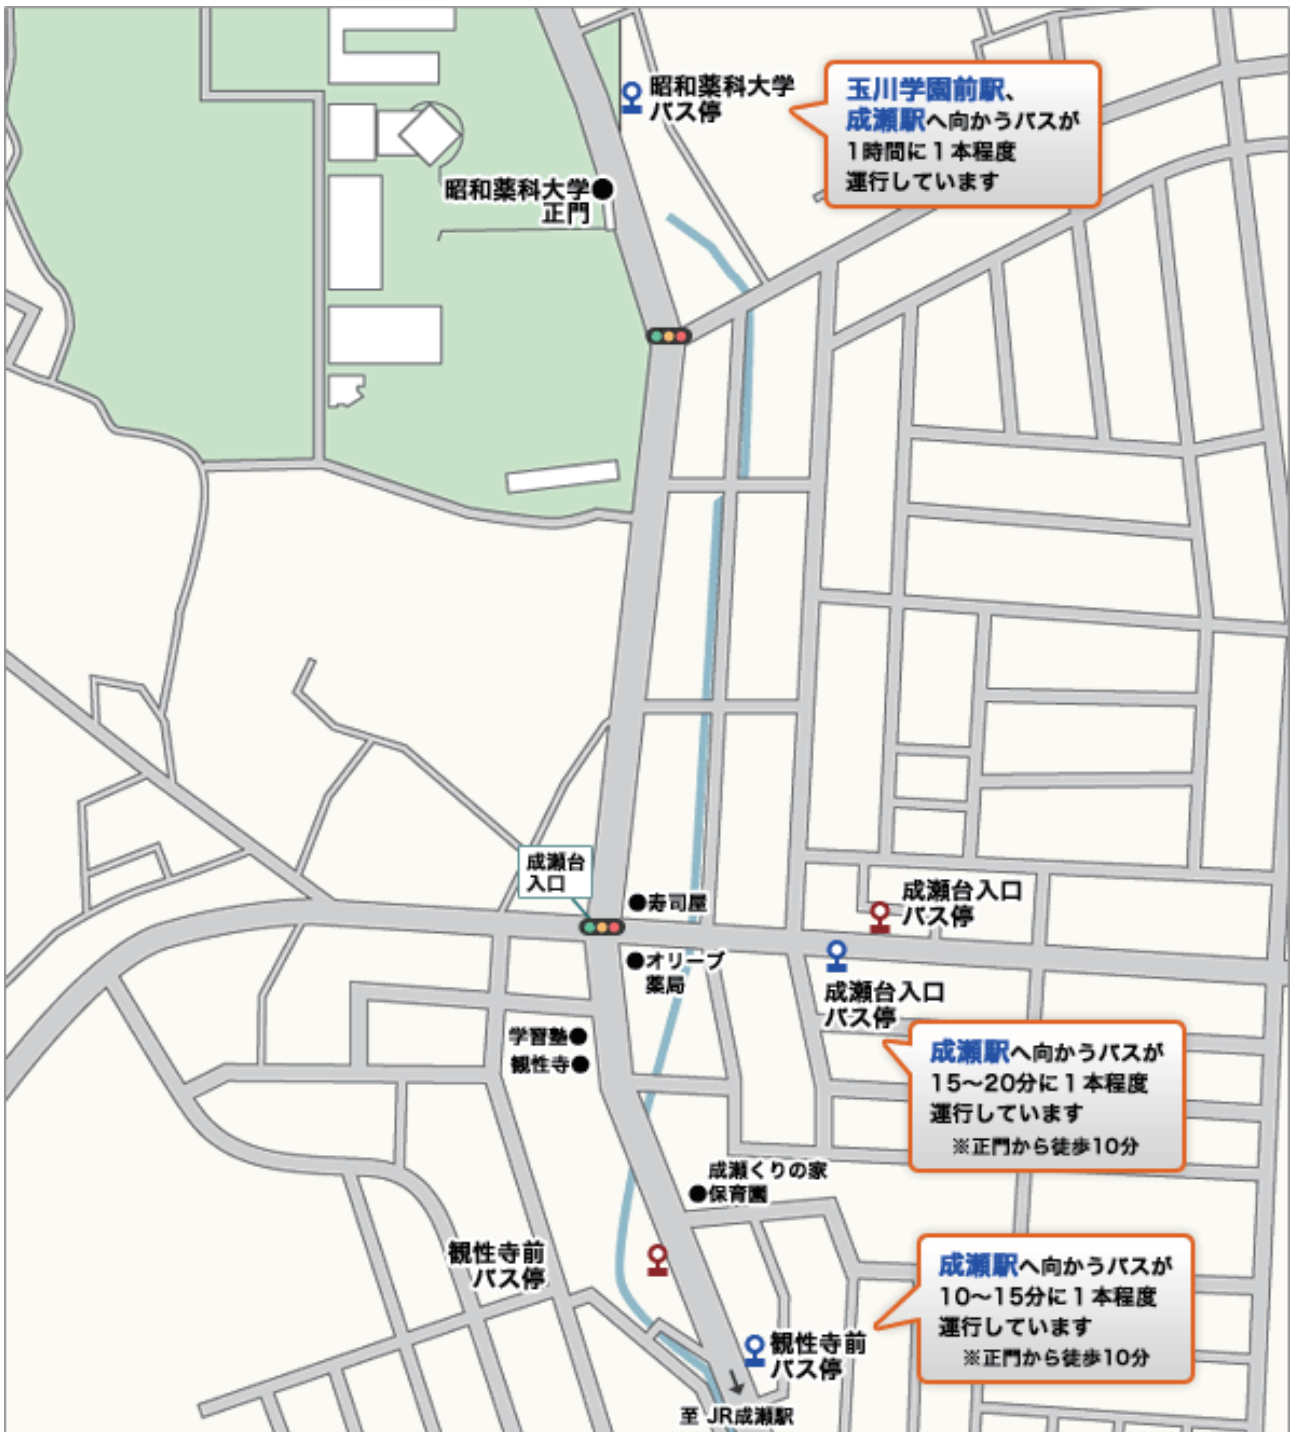 昭和薬科大学
バス停
玉川学園前駅、
成瀬駅へ向かうバスが
1時間に1本程度
運行しています
昭和薬科大学
正門
成瀬台
入口
寿司屋
オリーブ
薬局
成瀬台入口
バス停
成瀬台入口
バス停
成瀬駅へ向かうバスが
15～20分に1本程度
運行しています
※正門から徒歩10分
学習塾
観性寺
成瀬くりの家
保育園
観性寺前
バス停
成瀬駅へ向かうバスが
10～15分に1本程度
運行しています
※正門から徒歩10分
観性寺前
バス停
至 JR成瀬駅